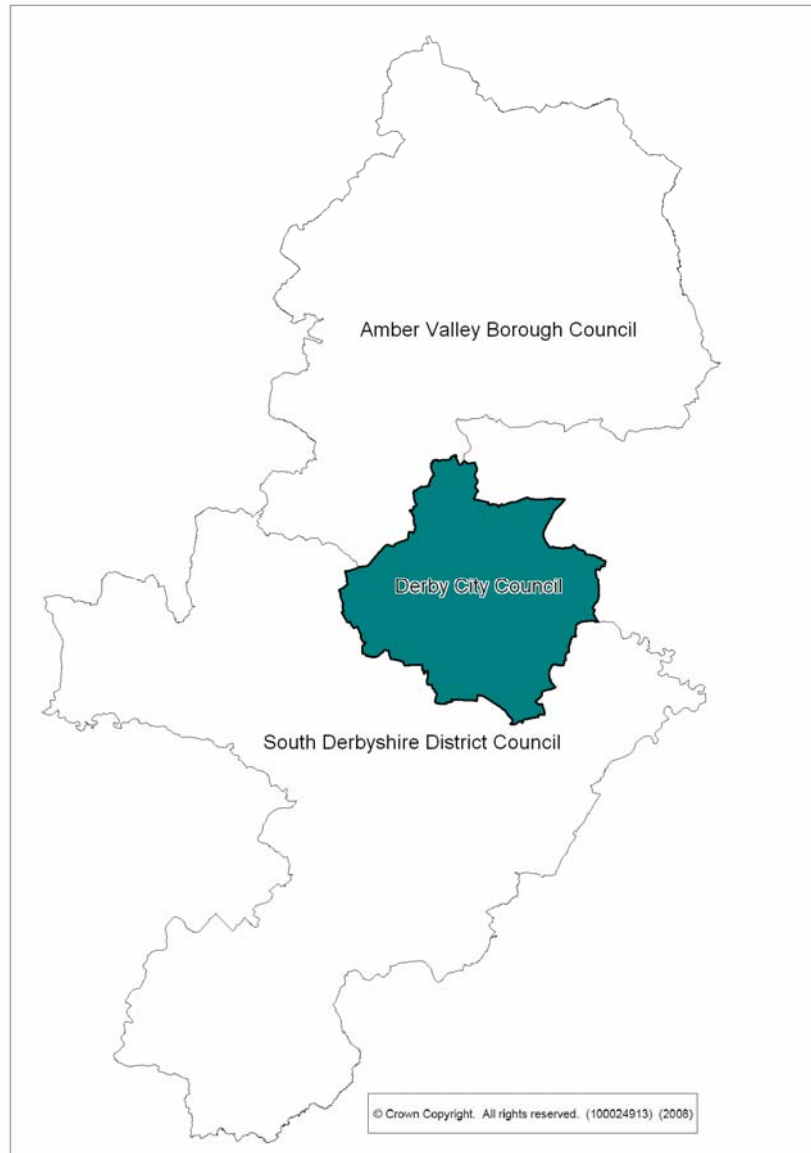 Amber Valley Borough Council
Derby City Council
South Derbyshire District Council
© Crown Copyright. All rights reserved. (100024913) (2008)